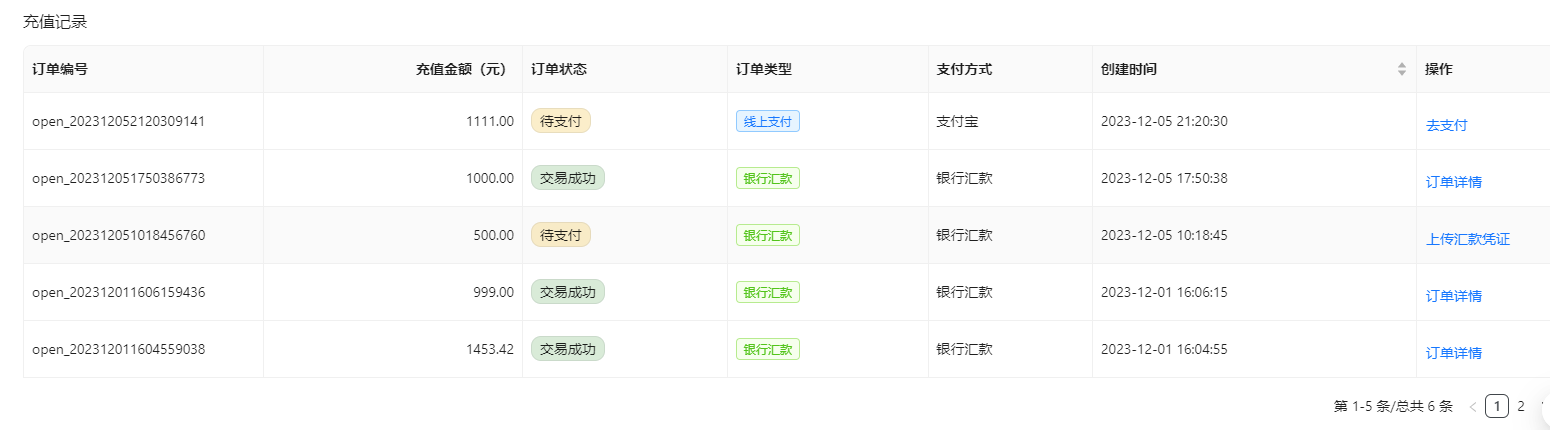 充值记录
订单编号 充值金额（元） 订单状态 订单类型 支付方式 创建时间 操作
open_202312052120309141 1111.00 待支付 线上支付 支付宝 2023-12-05 21:20:30 去支付
open_202312051750386773 1000.00 交易成功 银行汇款 银行汇款 2023-12-05 17:50:38 订单详情
open_202312051018456760 500.00 待支付 银行汇款 银行汇款 2023-12-05 10:18:45 上传汇款凭证
open_202312011606159436 999.00 交易成功 银行汇款 银行汇款 2023-12-01 16:06:15 订单详情
open_202312011604559038 1453.42 交易成功 银行汇款 银行汇款 2023-12-01 16:04:55 订单详情
第 1-5 条/总共 6 条 < 1 2